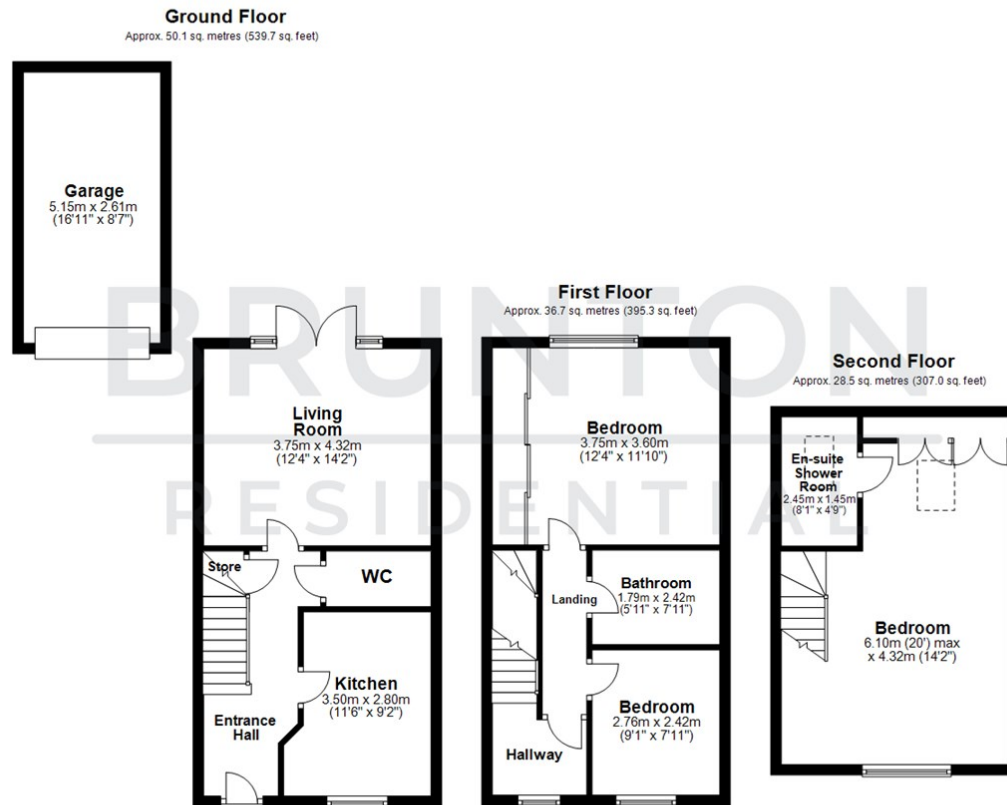 Ground Floor
Approx. 50.1 sq. metres (539.7 sq. feet)
Garage
5.15m x 2.61m
(16'11" x 8'7")
Living
Room
3.75m x 4.32m
(12'4" x 14'2")
Store
WC
Kitchen
3.50m x 2.80m
(11'6" x 9'2")
Entrance
Hall
First Floor
Approx. 36.7 sq. metres (395.3 sq. feet)
Bedroom
3.75m x 3.60m
(12'4" x 11'10")
Landing
Bathroom
1.79m x 2.42m
(5'11" x 7'11")
Bedroom
2.76m x 2.42m
(9'1" x 7'11")
Hallway
Second Floor
Approx. 28.5 sq. metres (307.0 sq. feet)
En-suite
Shower
Room
2.45m x 1.45m
(8'1" x 4'9")
Bedroom
6.10m (20') max
x 4.32m (14'2")
BRUNTON
RESIDENTIAL